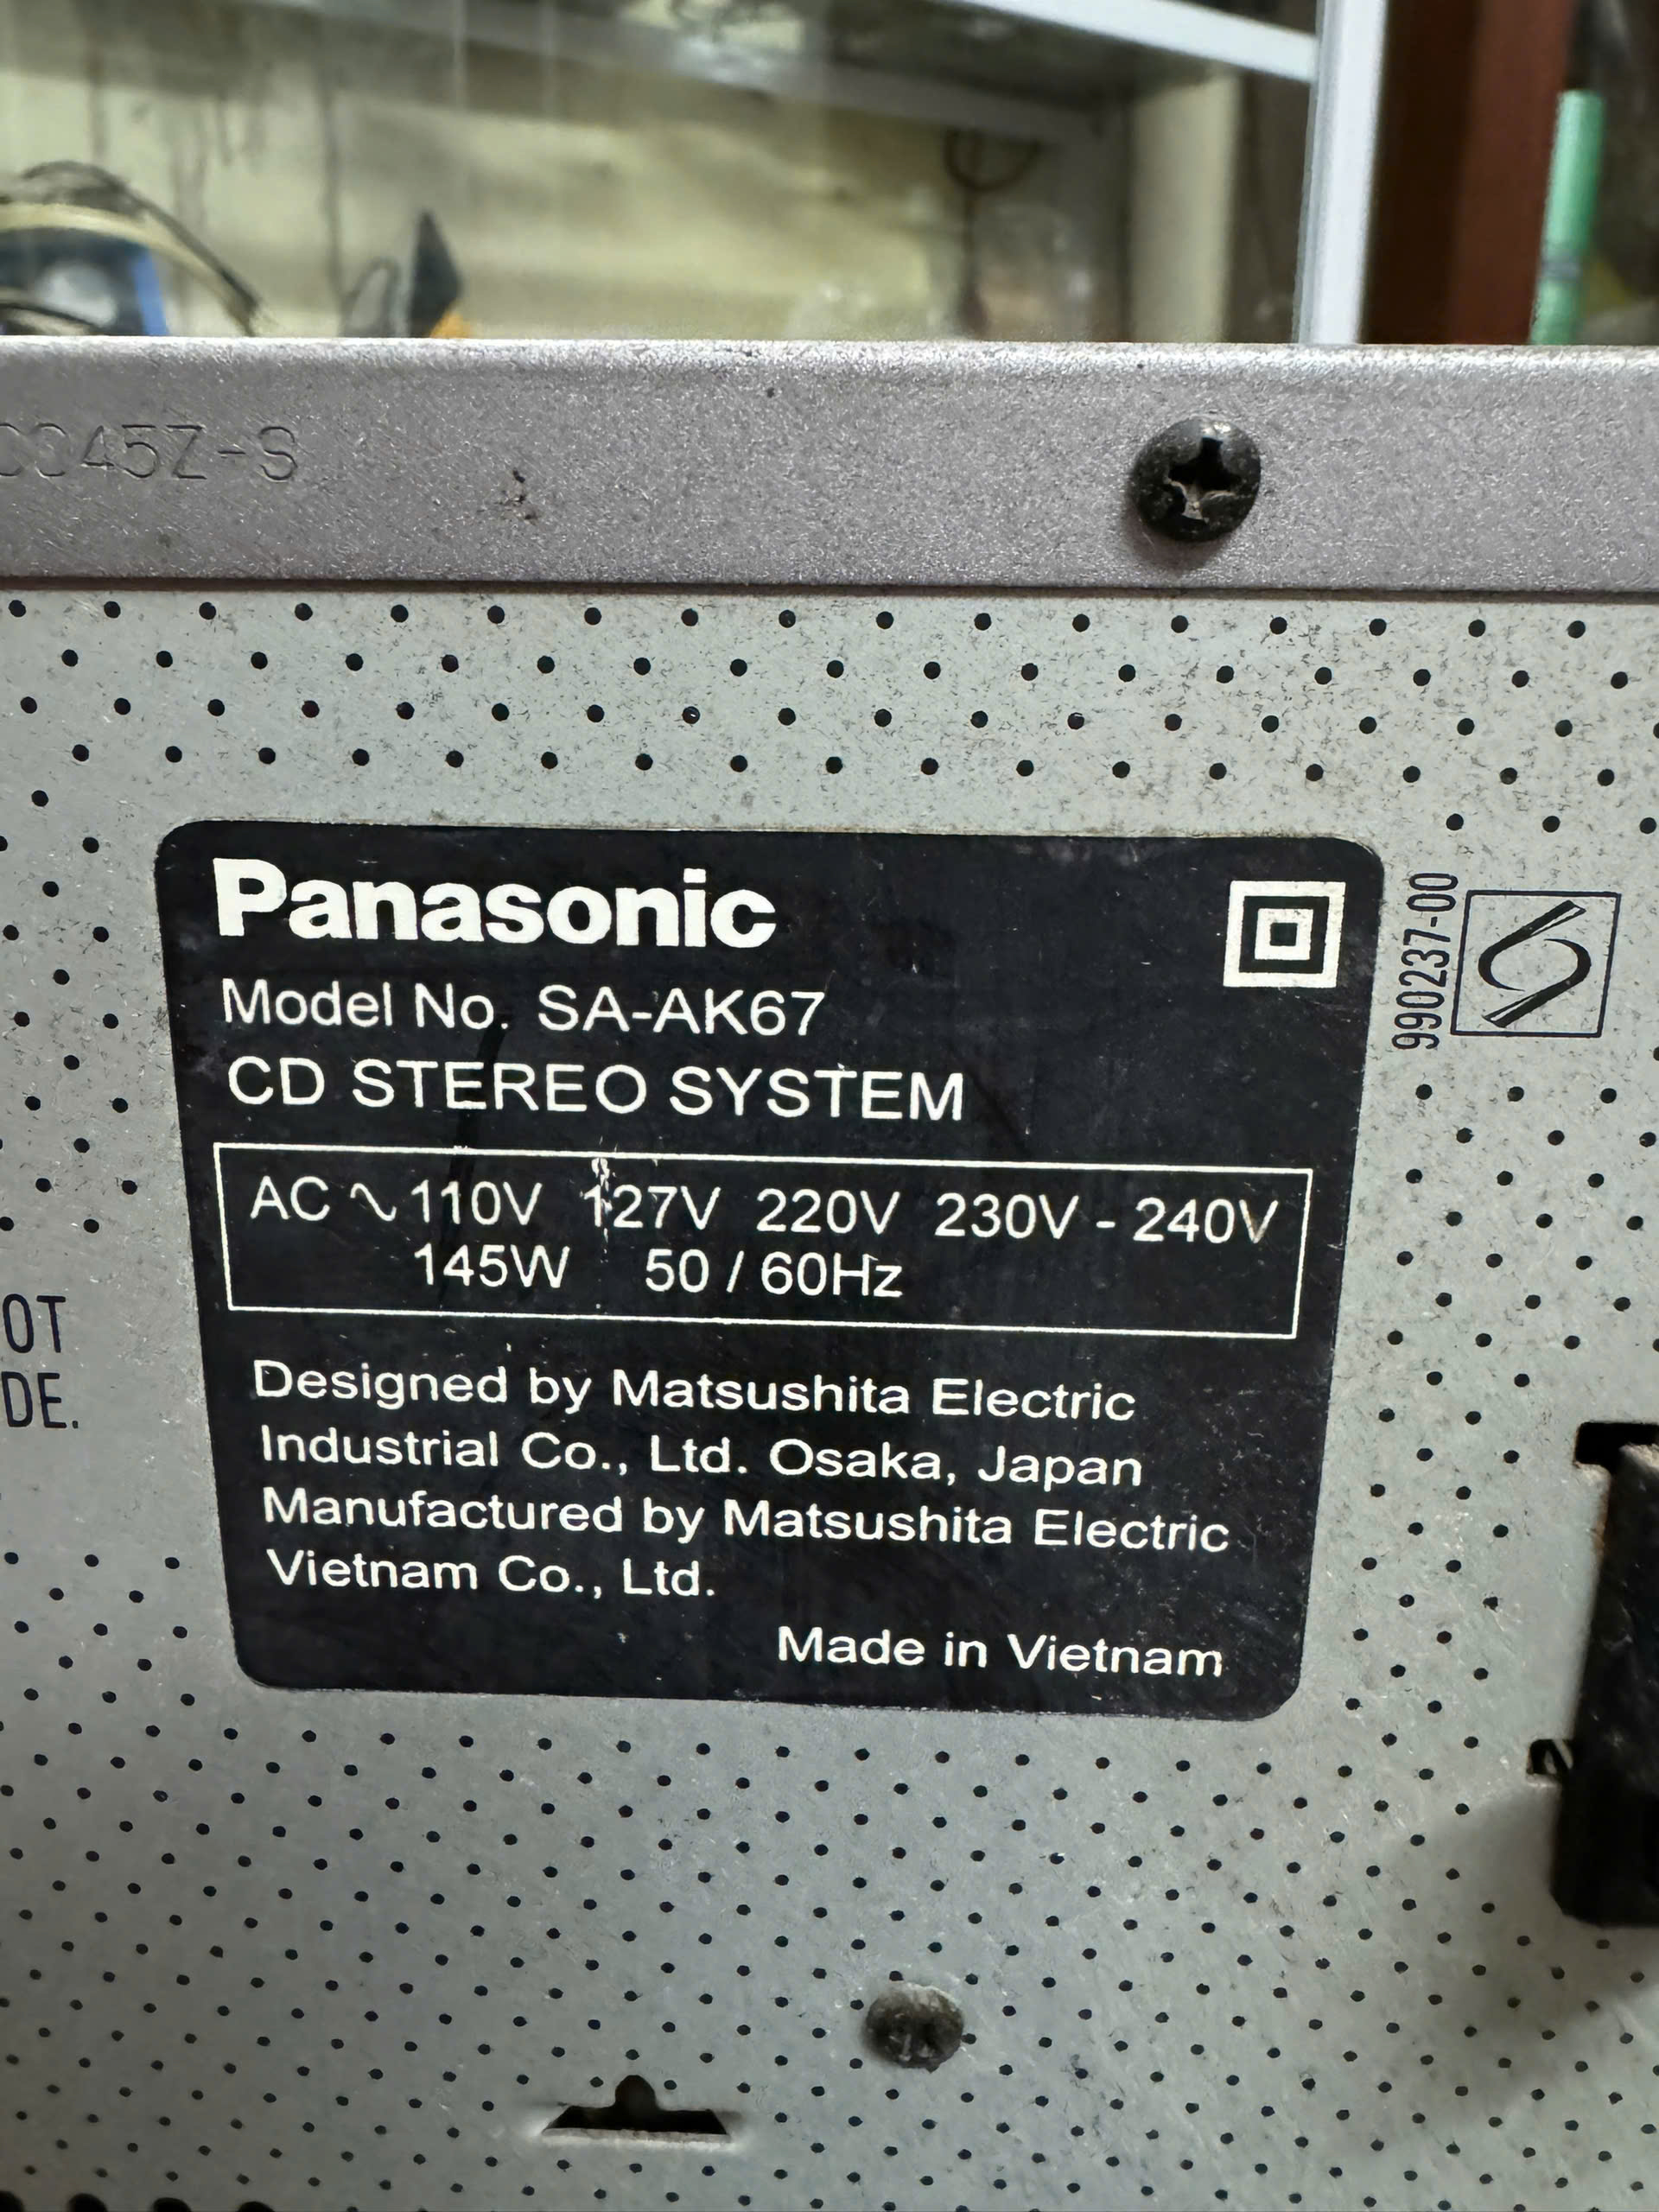 45Z-S
Panasonic
Model No. SA-AK67
CD STEREO SYSTEM
AC ∿ 110V 127V 220V 230V - 240V
145W 50 / 60Hz
Designed by Matsushita Electric
Industrial Co., Ltd. Osaka, Japan
Manufactured by Matsushita Electric
Vietnam Co., Ltd.
Made in Vietnam
990237-00
OT
DE.